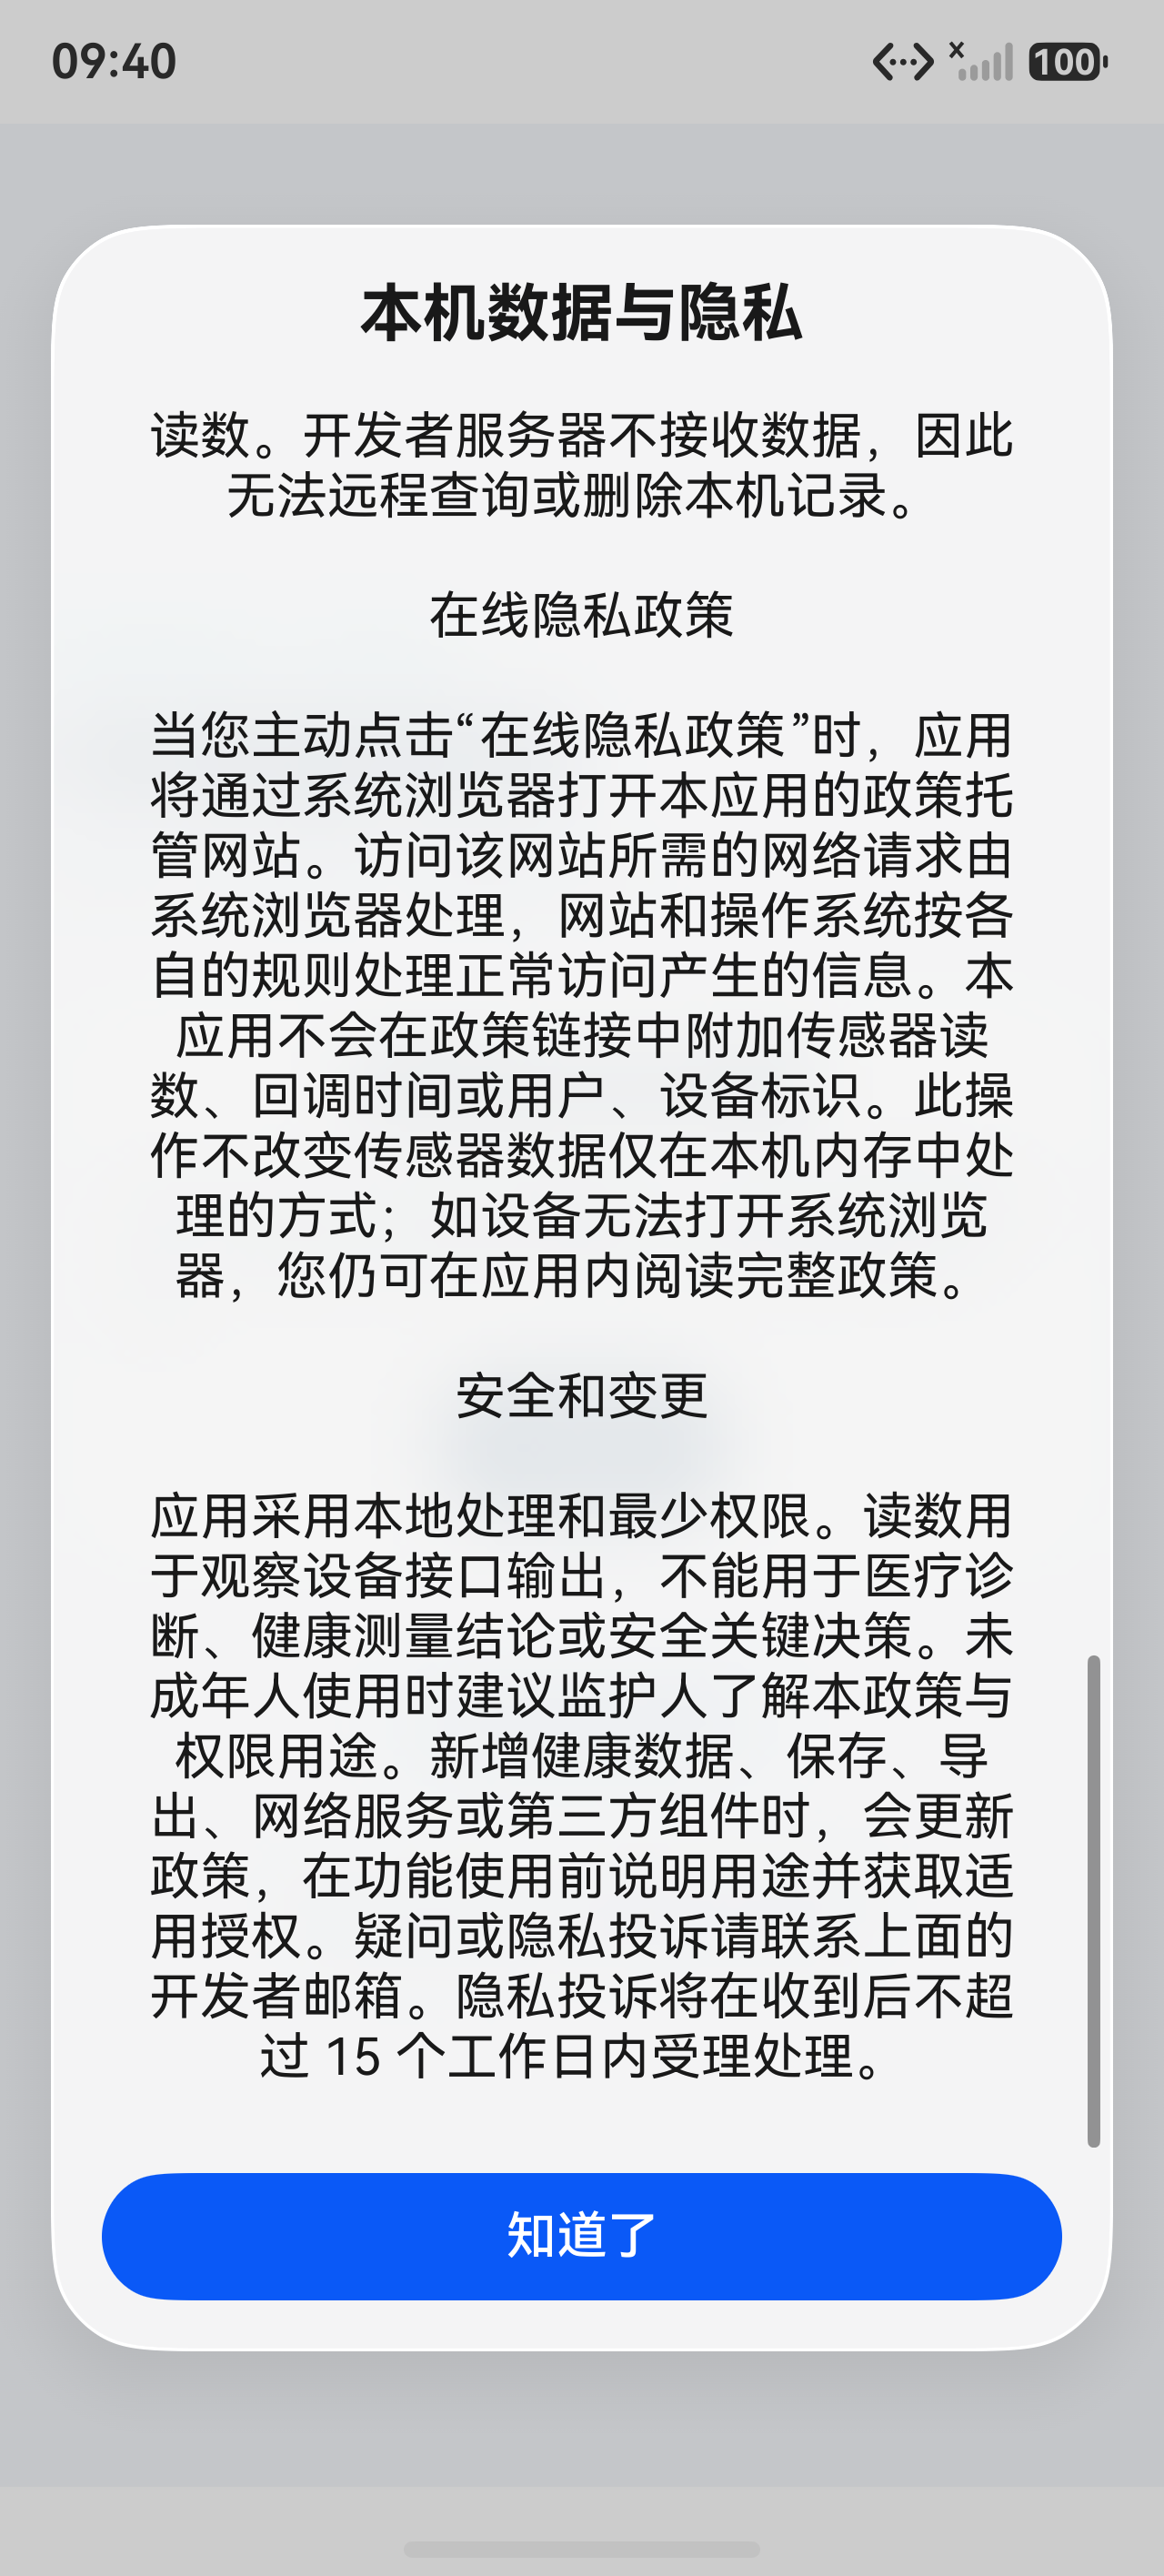 09:40
100
本机数据与隐私
读数。开发者服务器不接收数据，因此
无法远程查询或删除本机记录。
在线隐私政策
当您主动点击“在线隐私政策”时，应用
将通过系统浏览器打开本应用的政策托
管网站。访问该网站所需的网络请求由
系统浏览器处理，网站和操作系统按各
自的规则处理正常访问产生的信息。本
应用不会在政策链接中附加传感器读
数、回调时间或用户、设备标识。此操
作不改变传感器数据仅在本机内存中处
理的方式；如设备无法打开系统浏览
器，您仍可在应用内阅读完整政策。
安全和变更
应用采用本地处理和最少权限。读数用
于观察设备接口输出，不能用于医疗诊
断、健康测量结论或安全关键决策。未
成年人使用时建议监护人了解本政策与
权限用途。新增健康数据、保存、导
出、网络服务或第三方组件时，会更新
政策，在功能使用前说明用途并获取适
用授权。疑问或隐私投诉请联系上面的
开发者邮箱。隐私投诉将在收到后不超
过 15 个工作日内受理处理。
知道了